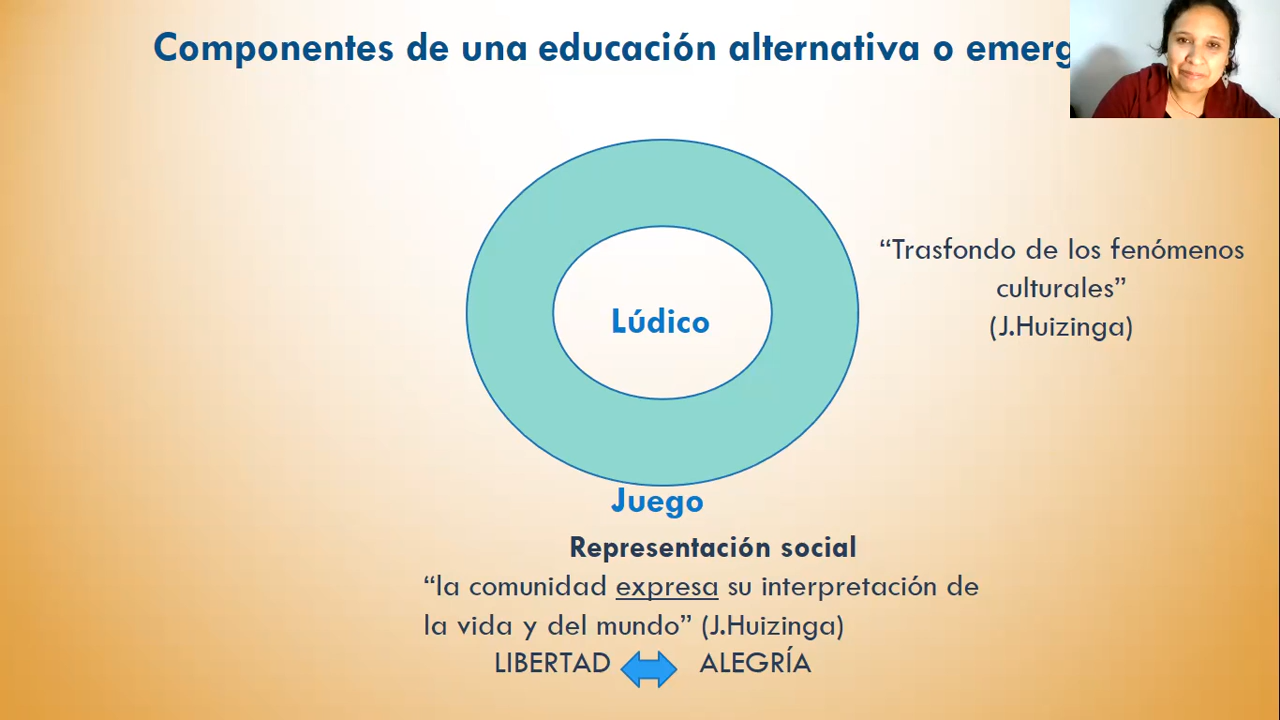 Componentes de una educación alternativa o
“Trasfondo de los fenómenos
culturales”
(J.Huizinga)
Lúdico
Juego
Representación social
“la comunidad expresa su interpretación de
la vida y del mundo” (J.Huizinga)
LIBERTAD ALEGRÍA